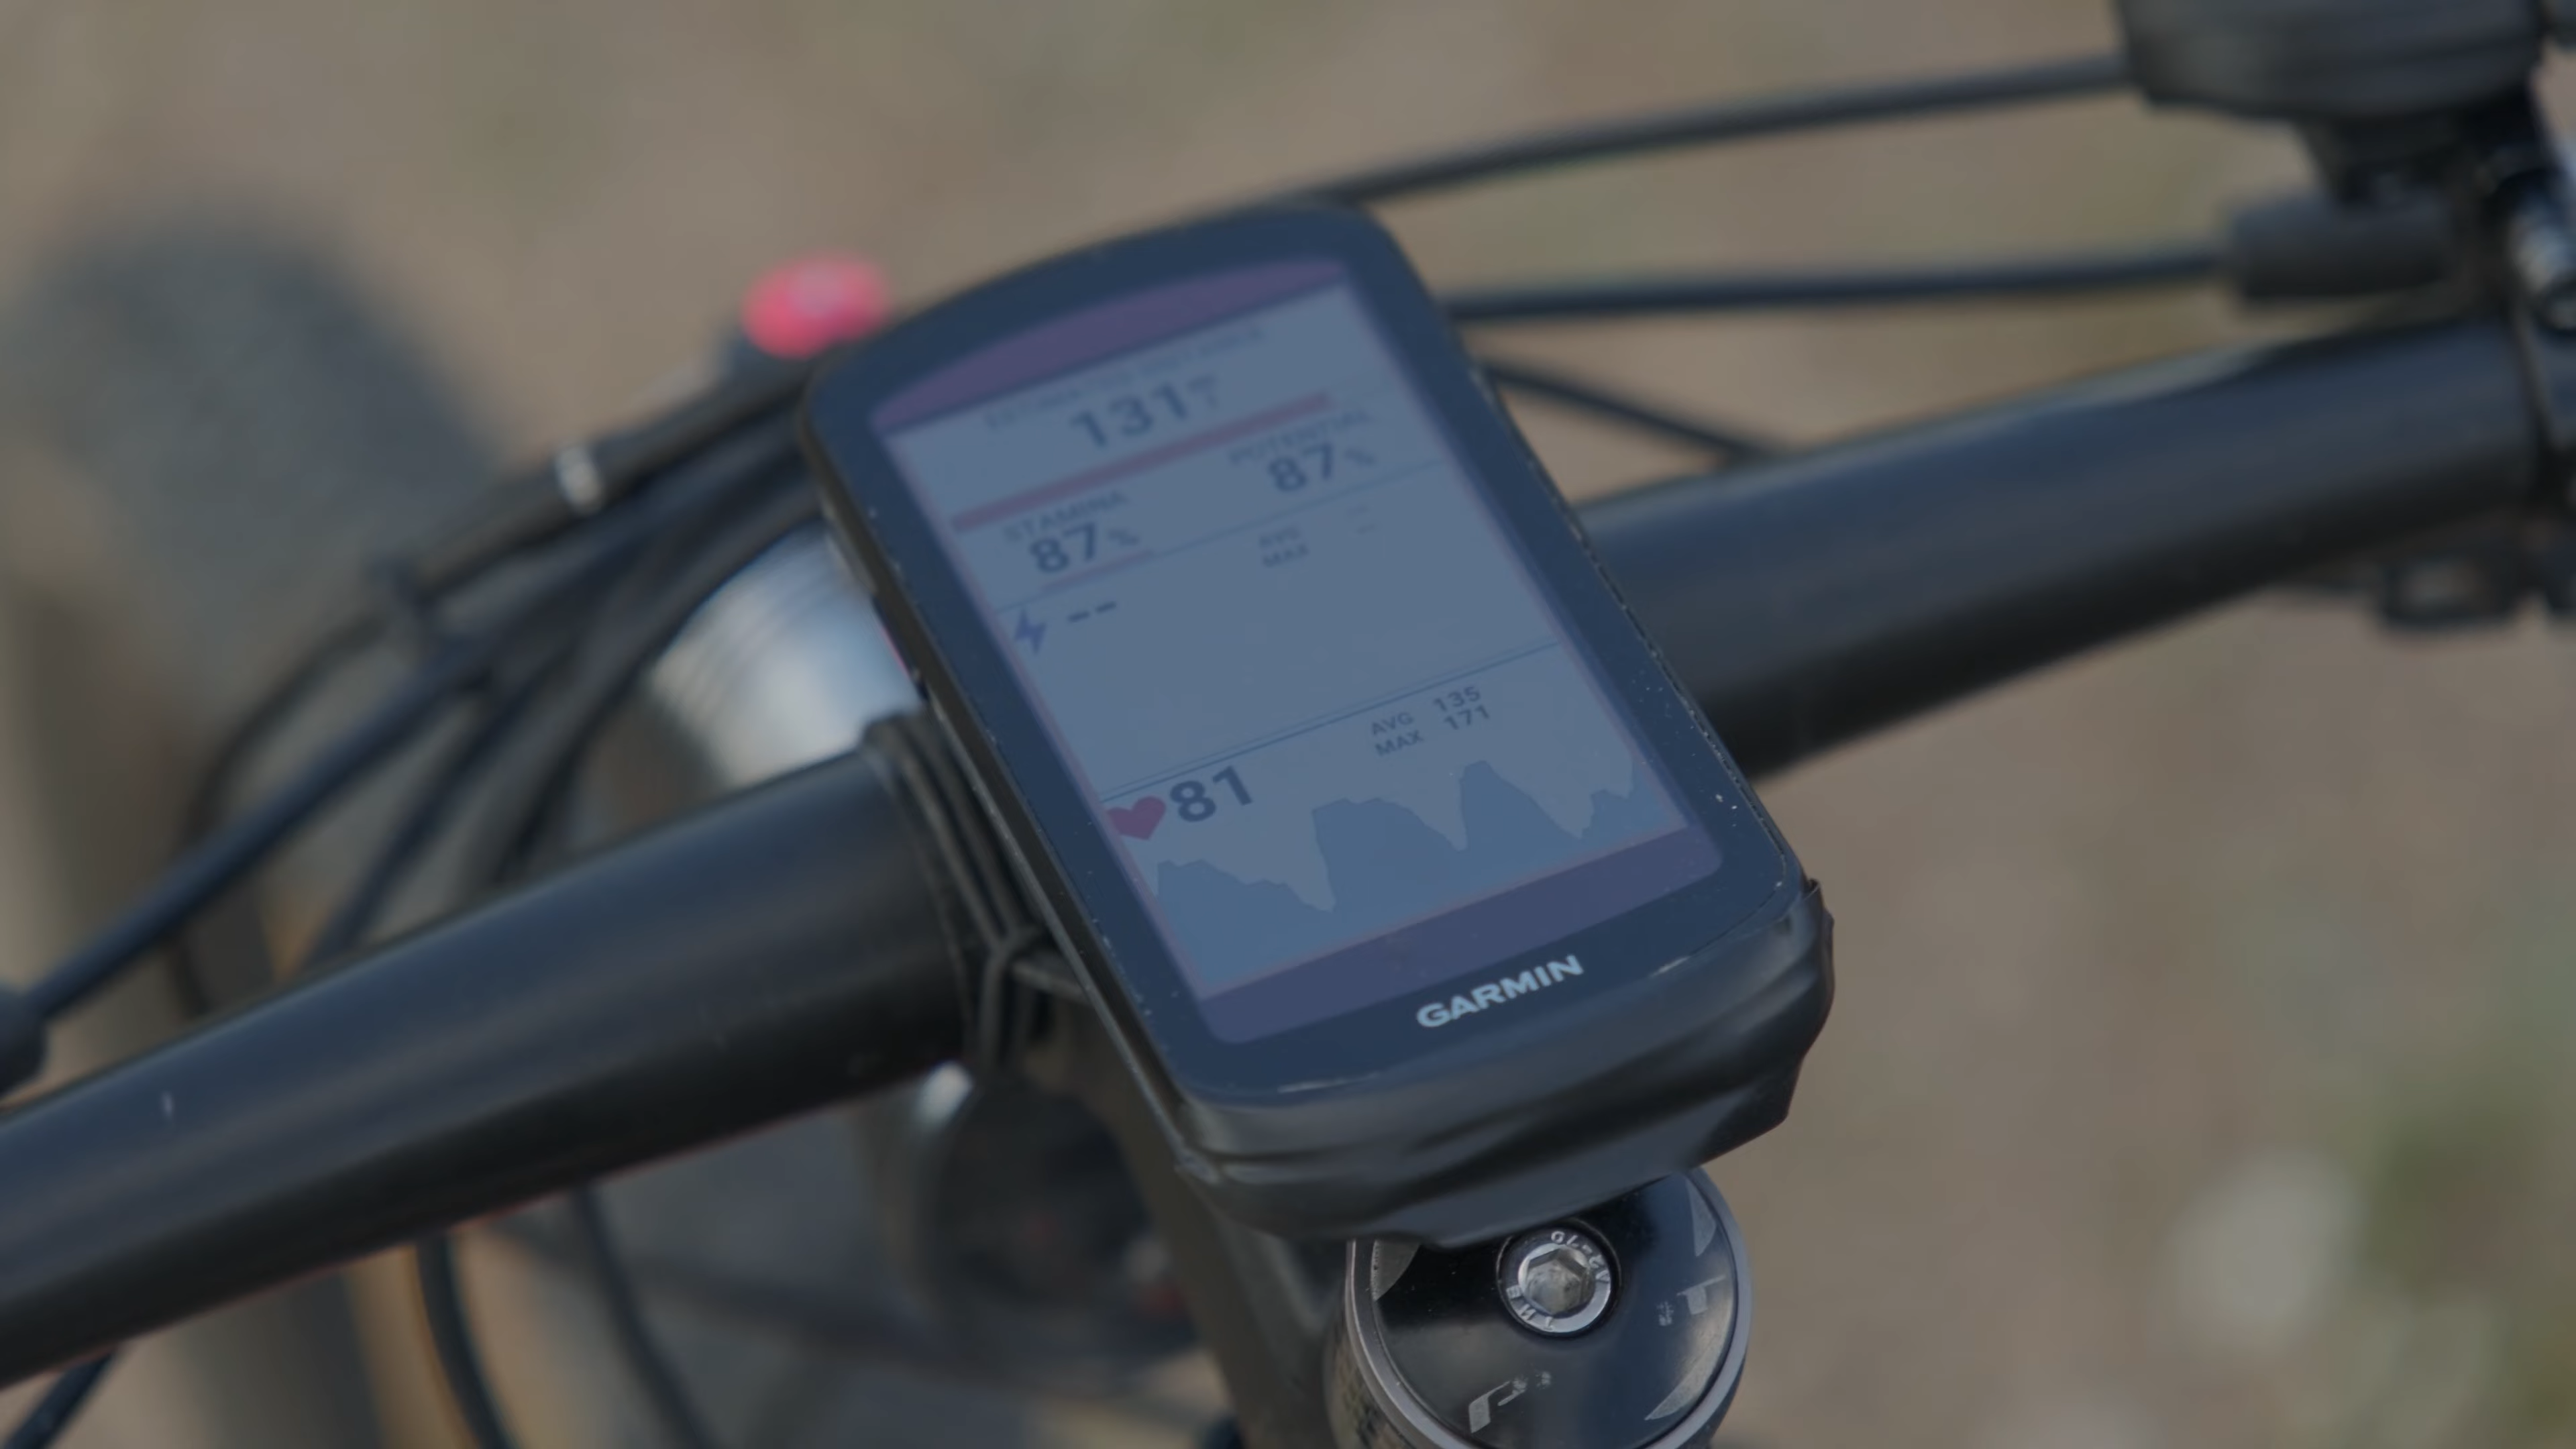 131
POTENTIAL
87%
STAMINA
87%
AVG
MAX
--
AVG 135
MAX 171
81
GARMIN